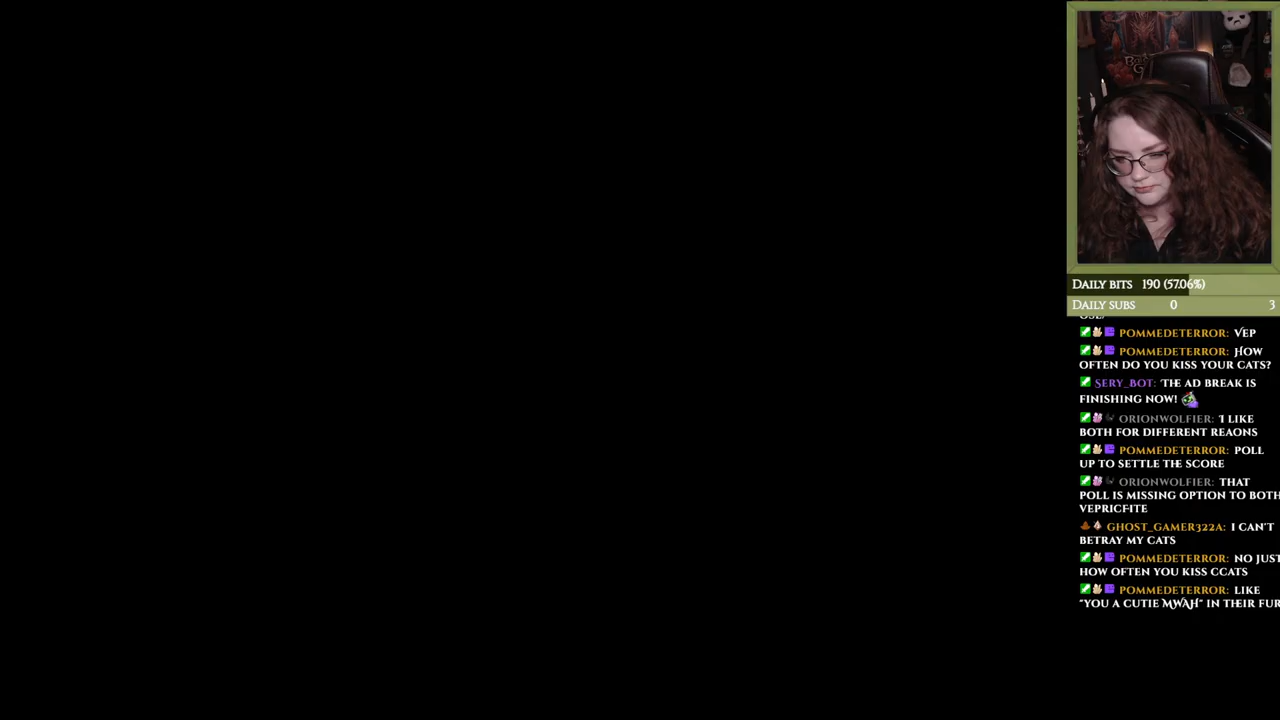 Daily bits 190 (57.06%)
Daily subs 0 3
PommeDeTerror: Yep
PommeDeTerror: How
often do you kiss your cats?
Sery_Bot: The ad break is
finishing now!
OrionWolfier: I like
both for different reaons
PommeDeTerror: Poll
up to settle the score
OrionWolfier: That
poll is missing option to both
Ghost_Gamer322a: I can't
betray my cats
PommeDeTerror: no just
how often you kiss ccats
PommeDeTerror: like
"you a cutie mwah" in their fur